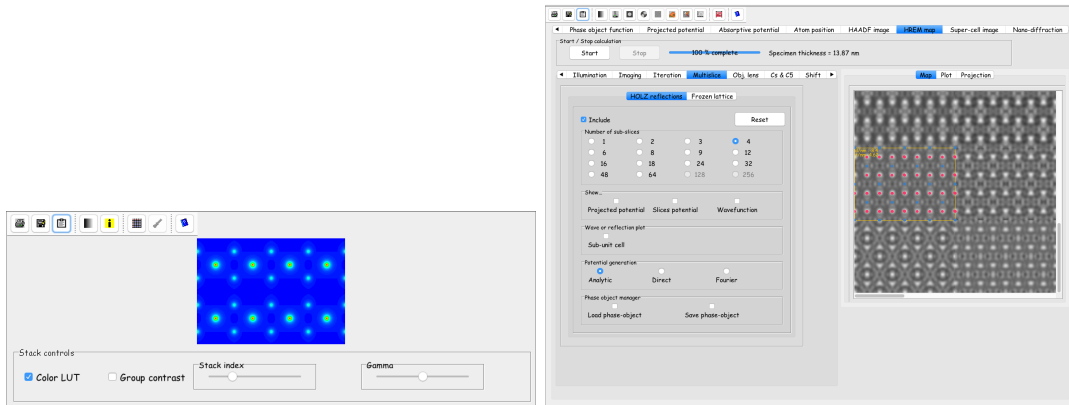 Phase object function Projected potential Absorptive potential Atom position HAADF image HREM map Super-cell image Nano-diffraction
Start / Stop calculation
Start Stop 100 % complete Specimen thickness = 13.87 nm
Illumination Imaging Iteration Multislice Obj. lens Cs & C5 Shift
Map Plot Projection
HOLZ reflections Frozen lattice
Include Reset
Number of sub-slices
1 2 3 4
6 8 9 12
16 18 24 32
48 64 128 256
Show...
Projected potential Slices potential Wavefunction
Wave or reflection plot
Sub-unit cell
Potential generation
Analytic Direct Fourier
Phase object manager
Load phase-object Save phase-object
Stack controls
Color LUT Group contrast
Stack index
Gamma